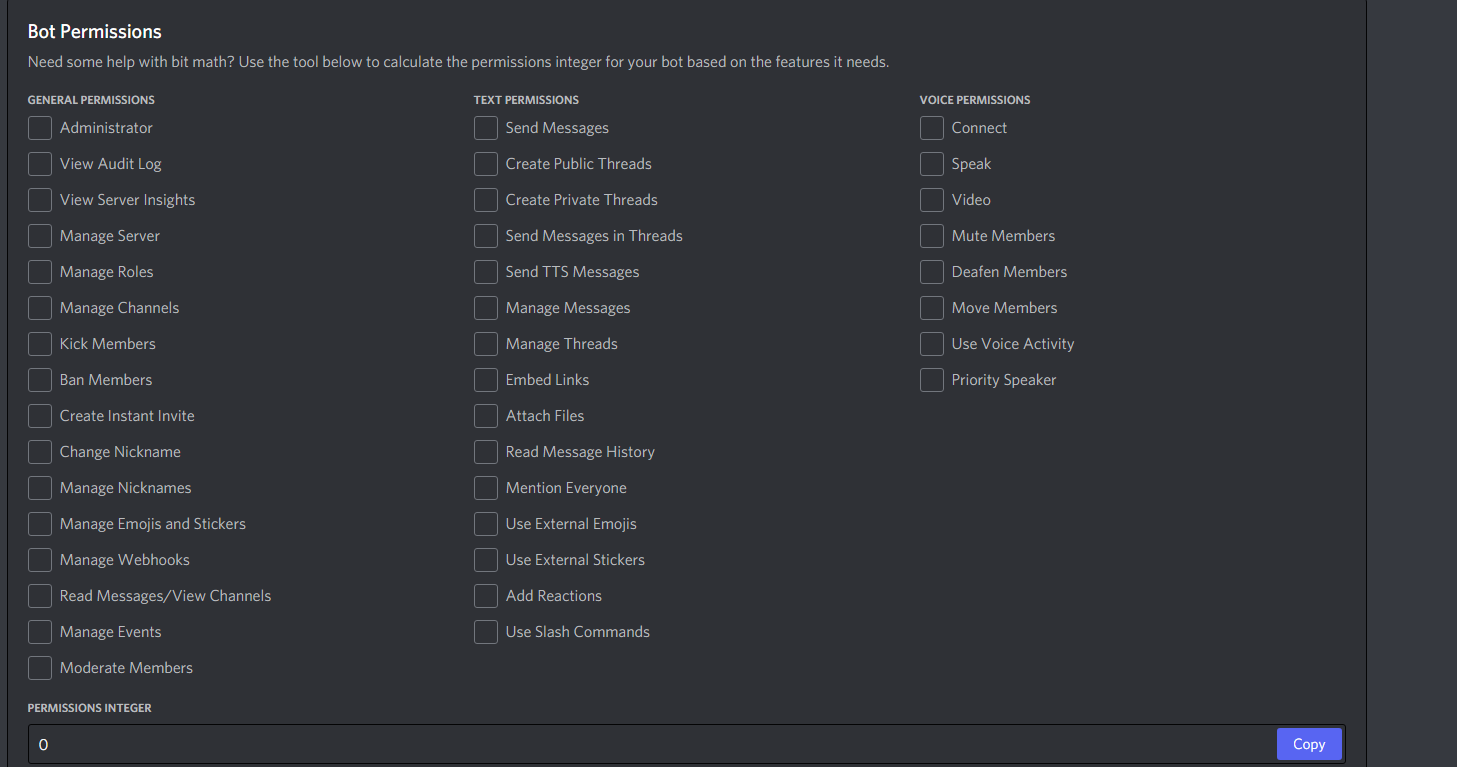 Bot Permissions
Need some help with bit math? Use the tool below to calculate the permissions integer for your bot based on the features it needs.
GENERAL PERMISSIONS
Administrator
View Audit Log
View Server Insights
Manage Server
Manage Roles
Manage Channels
Kick Members
Ban Members
Create Instant Invite
Change Nickname
Manage Nicknames
Manage Emojis and Stickers
Manage Webhooks
Read Messages/View Channels
Manage Events
Moderate Members
TEXT PERMISSIONS
Send Messages
Create Public Threads
Create Private Threads
Send Messages in Threads
Send TTS Messages
Manage Messages
Manage Threads
Embed Links
Attach Files
Read Message History
Mention Everyone
Use External Emojis
Use External Stickers
Add Reactions
Use Slash Commands
VOICE PERMISSIONS
Connect
Speak
Video
Mute Members
Deafen Members
Move Members
Use Voice Activity
Priority Speaker
PERMISSIONS INTEGER
0
Copy